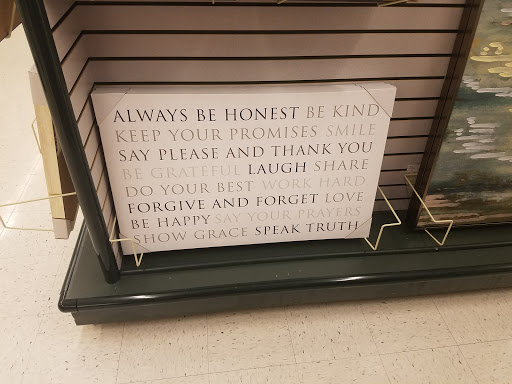 ALWAYS BE HONEST BE KIND
KEEP YOUR PROMISES SMILE
SAY PLEASE AND THANK YOU
BE GRATEFUL LAUGH SHARE
DO YOUR BEST WORK HARD
FORGIVE AND FORGET LOVE
BE HAPPY SAY YOUR PRAYERS
SHOW GRACE SPEAK TRUTH